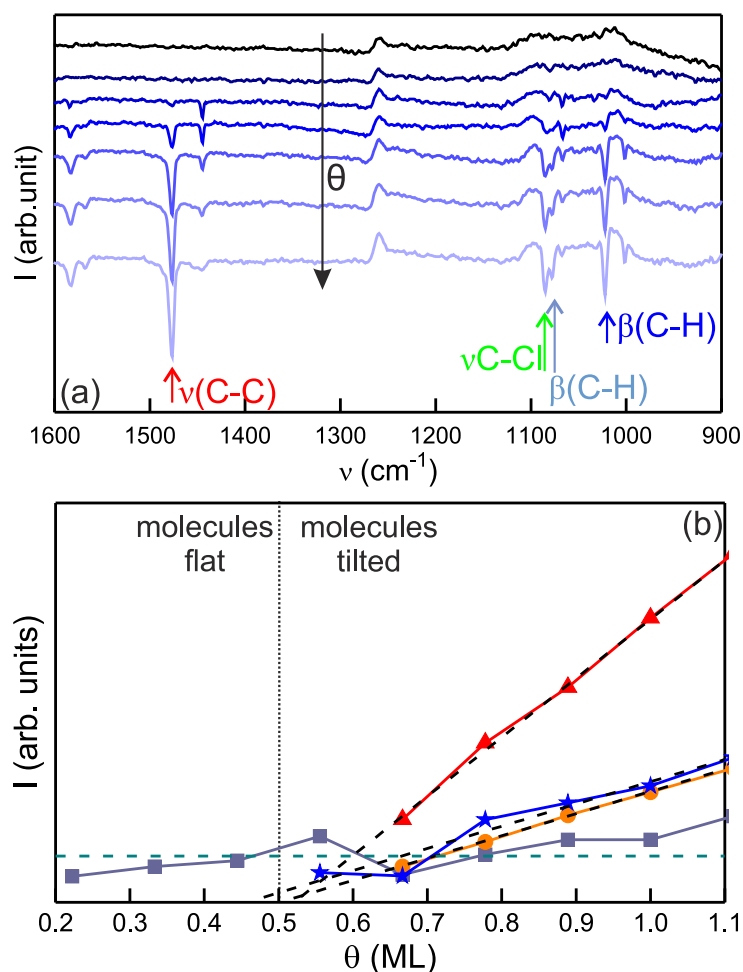 I (arb.unit)
θ
νC-Cl
β(C-H)
β(C-H)
ν(C-C)
(a)
1600 1500 1400 1300 1200 1100 1000 900
ν (cm⁻¹)
(b)
molecules
flat
molecules
tilted
I (arb. units)
0.2 0.3 0.4 0.5 0.6 0.7 0.8 0.9 1.0 1.1
θ (ML)